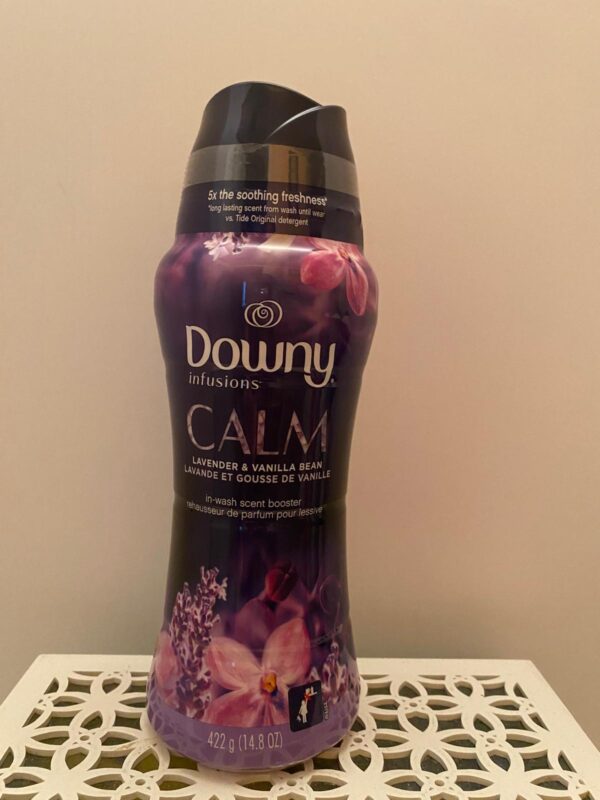 5x the soothing freshness*
*long lasting scent from wash until wear
vs. Tide Original detergent
Downy
infusions
CALM
LAVENDER & VANILLA BEAN
LAVANDE ET GOUSSE DE VANILLE
in-wash scent booster
rehausseur de parfum pour lessive
422 g (14.8 OZ)